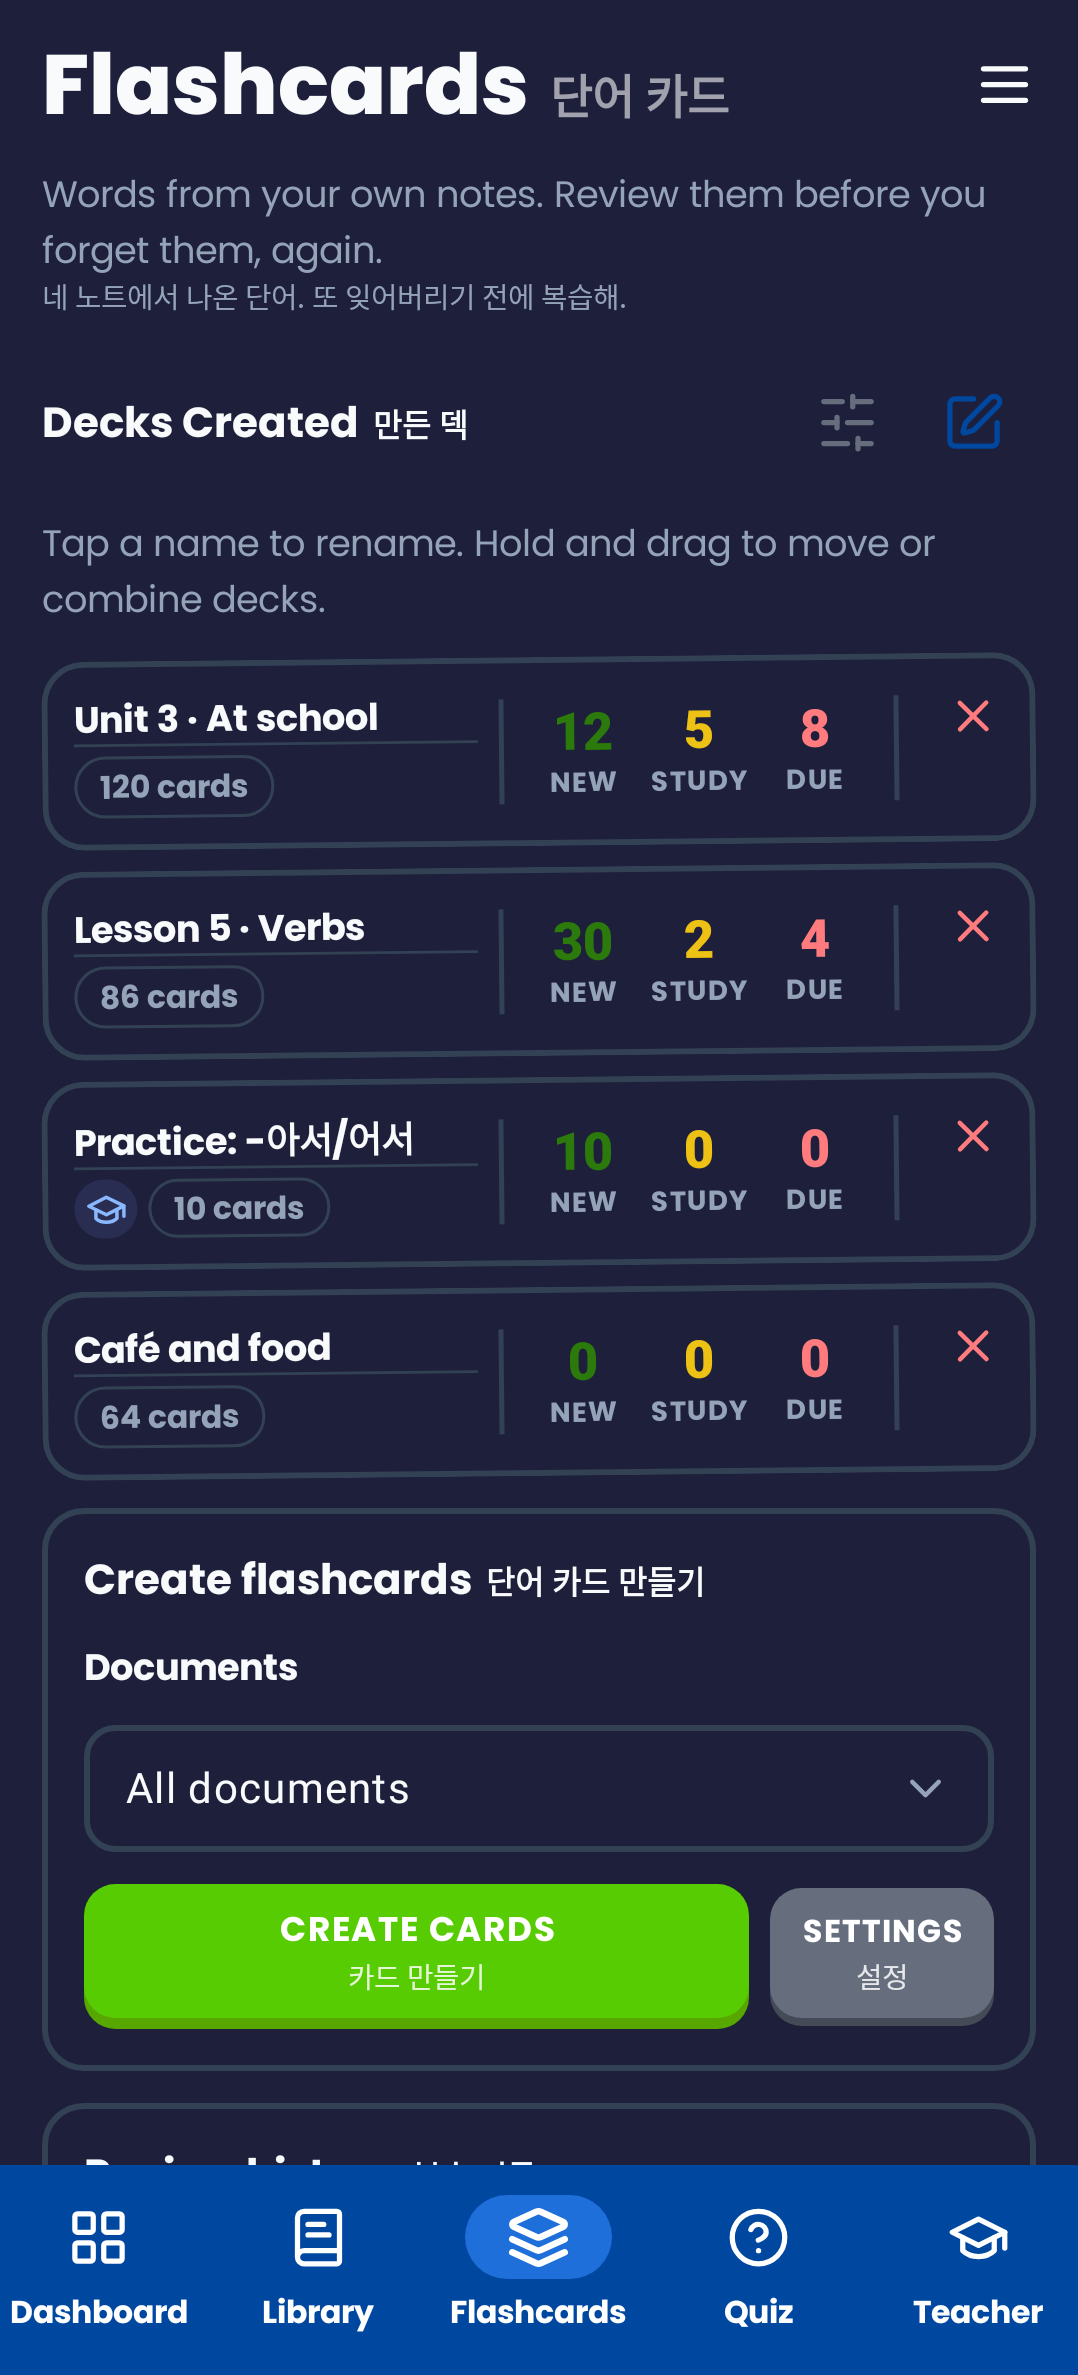 Flashcards 단어 카드
Words from your own notes. Review them before you
forget them, again.
네 노트에서 나온 단어. 또 잊어버리기 전에 복습해.
Decks Created 만든 덱
Tap a name to rename. Hold and drag to move or
combine decks.
Unit 3 · At school
120 cards
12 5 8
NEW STUDY DUE
Lesson 5 · Verbs
86 cards
30 2 4
NEW STUDY DUE
Practice: -아서/어서
10 cards
10 0 0
NEW STUDY DUE
Café and food
64 cards
0 0 0
NEW STUDY DUE
Create flashcards 단어 카드 만들기
Documents
All documents
CREATE CARDS
카드 만들기
SETTINGS
설정
Dashboard Library Flashcards Quiz Teacher